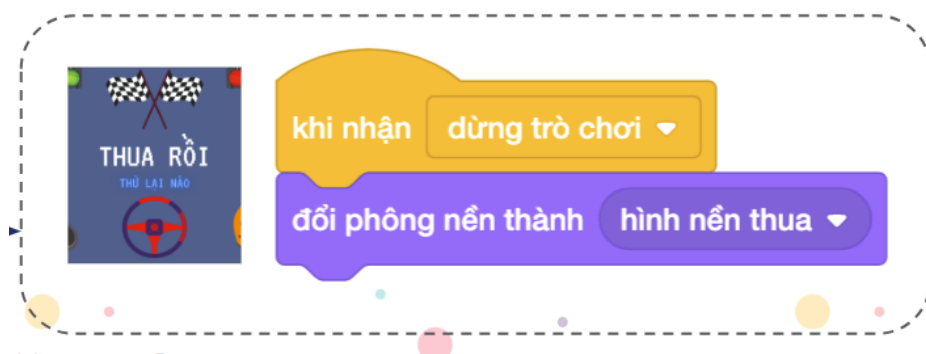 THUA RỒI
THỬ LẠI NÀO
khi nhận dừng trò chơi
đổi phông nền thành hình nền thua